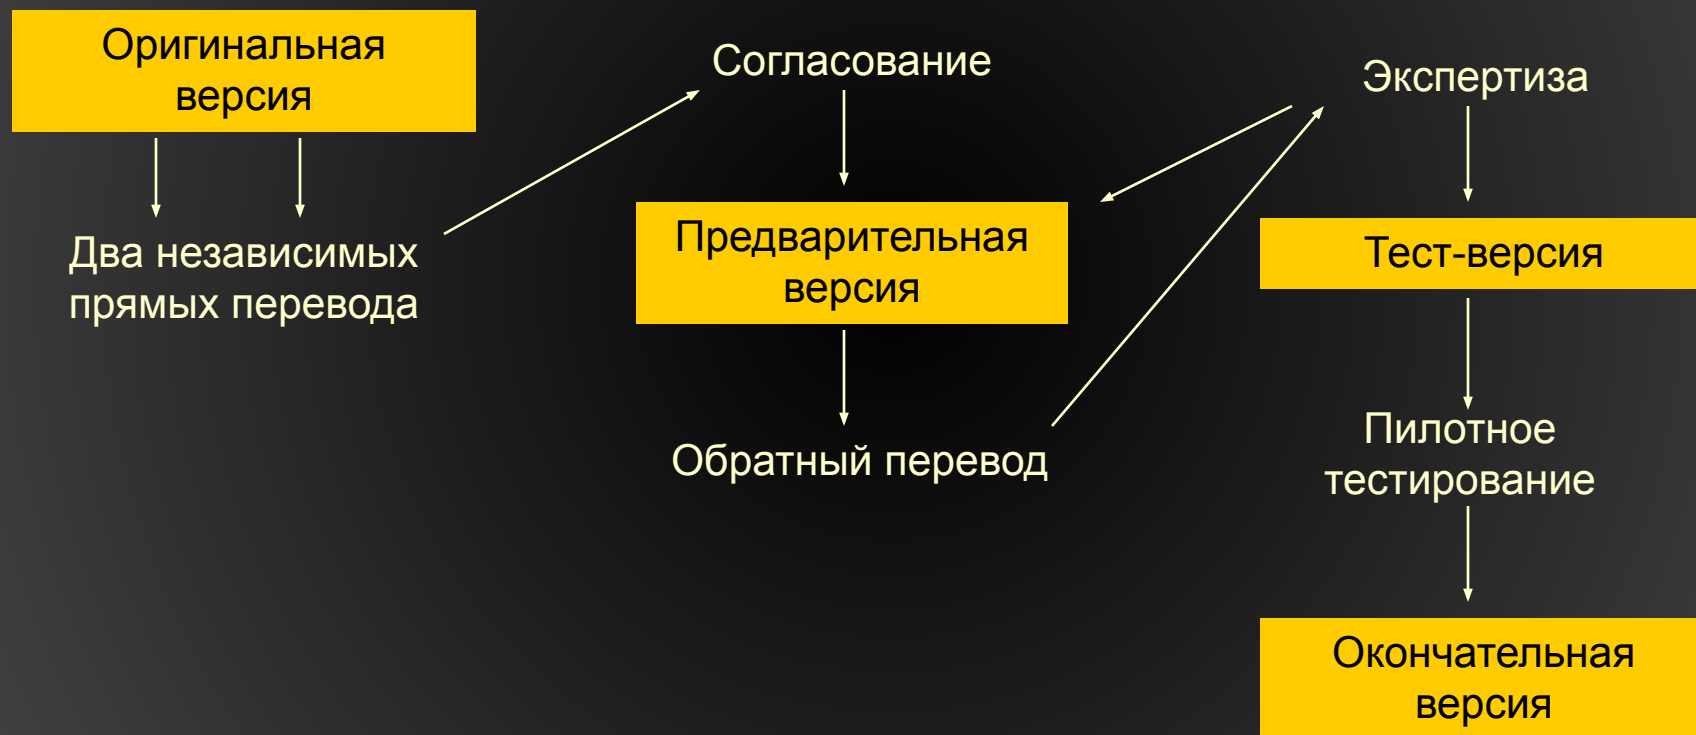 Оригинальная
версия
Два независимых
прямых перевода
Согласование
Предварительная
версия
Обратный перевод
Экспертиза
Тест-версия
Пилотное
тестирование
Окончательная
версия